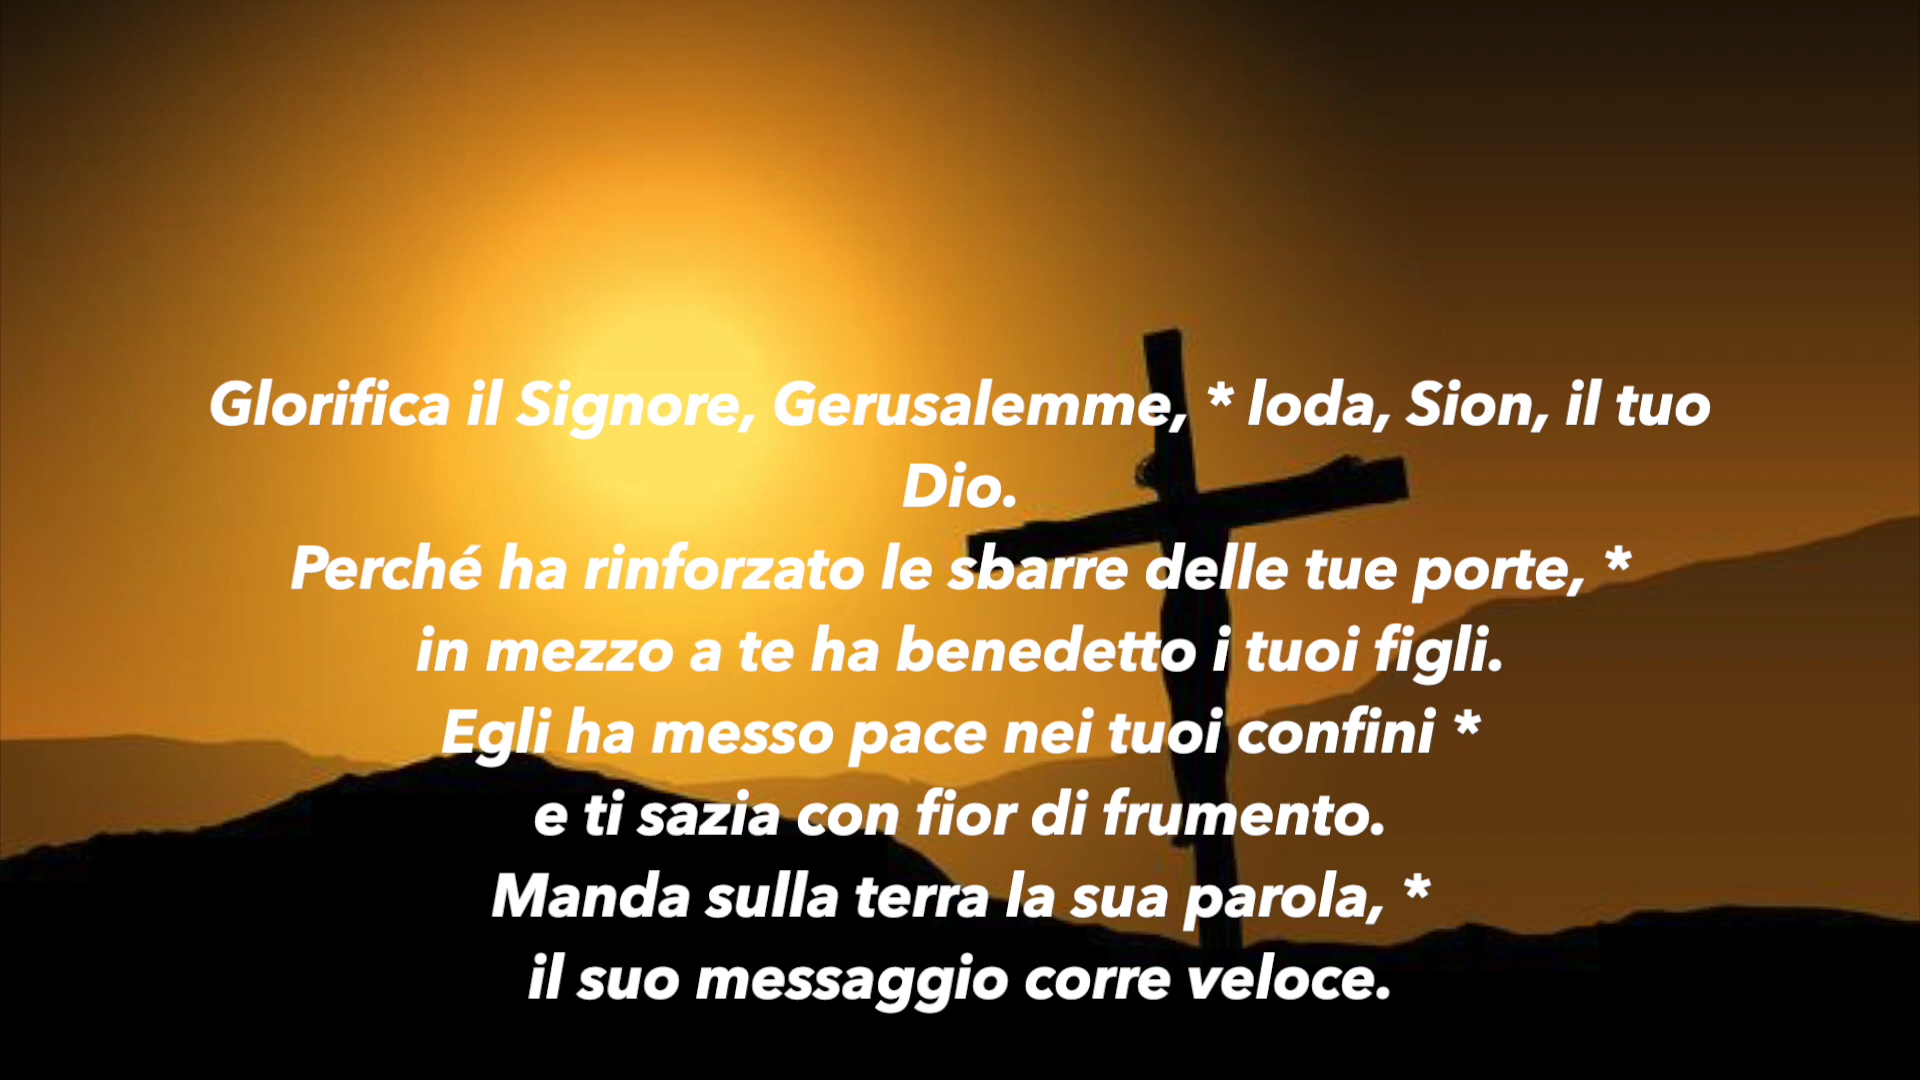 Glorifica il Signore, Gerusalemme, * loda, Sion, il tuo
Dio.
Perché ha rinforzato le sbarre delle tue porte, *
in mezzo a te ha benedetto i tuoi figli.
Egli ha messo pace nei tuoi confini *
e ti sazia con fior di frumento.
Manda sulla terra la sua parola, *
il suo messaggio corre veloce.